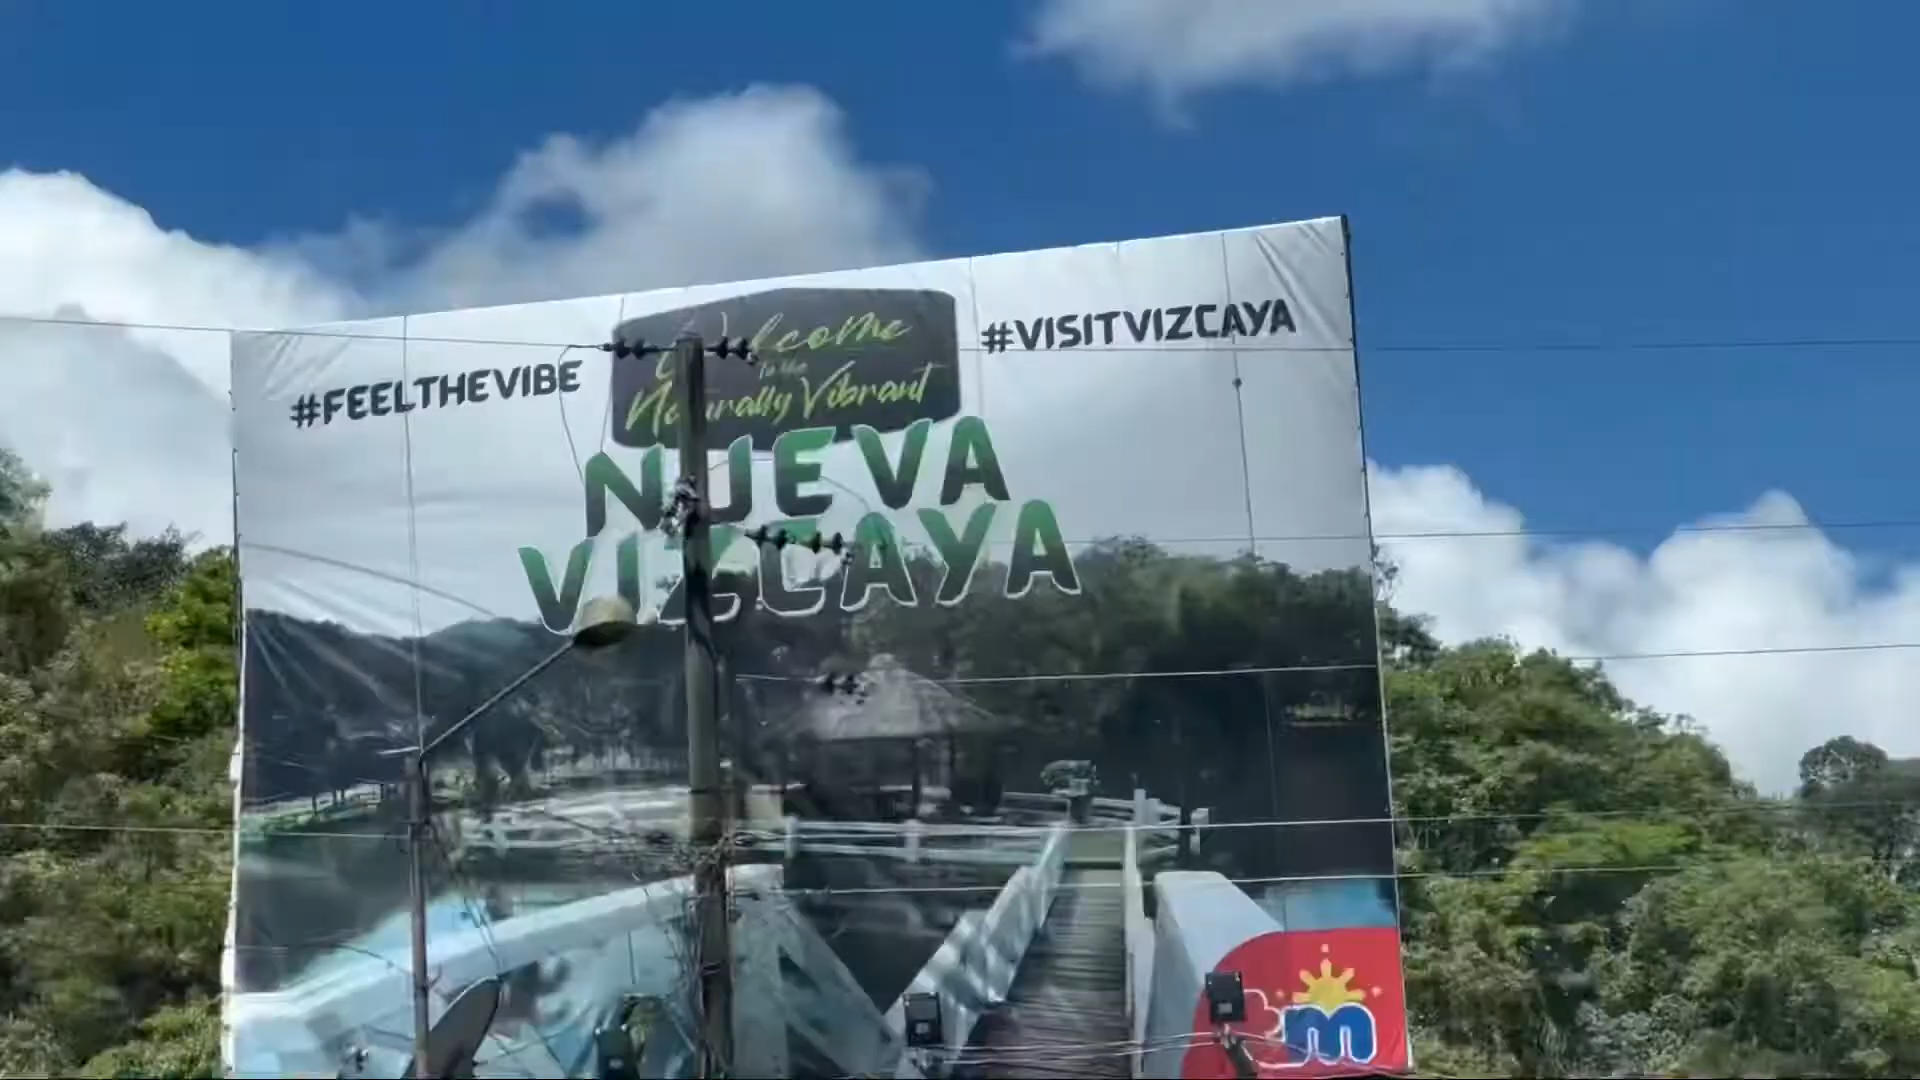 #FEELTHEVIBE
Welcome
To the
Naturally Vibrant
#VISITVIZCAYA
NUEVA
VIZCAYA
m